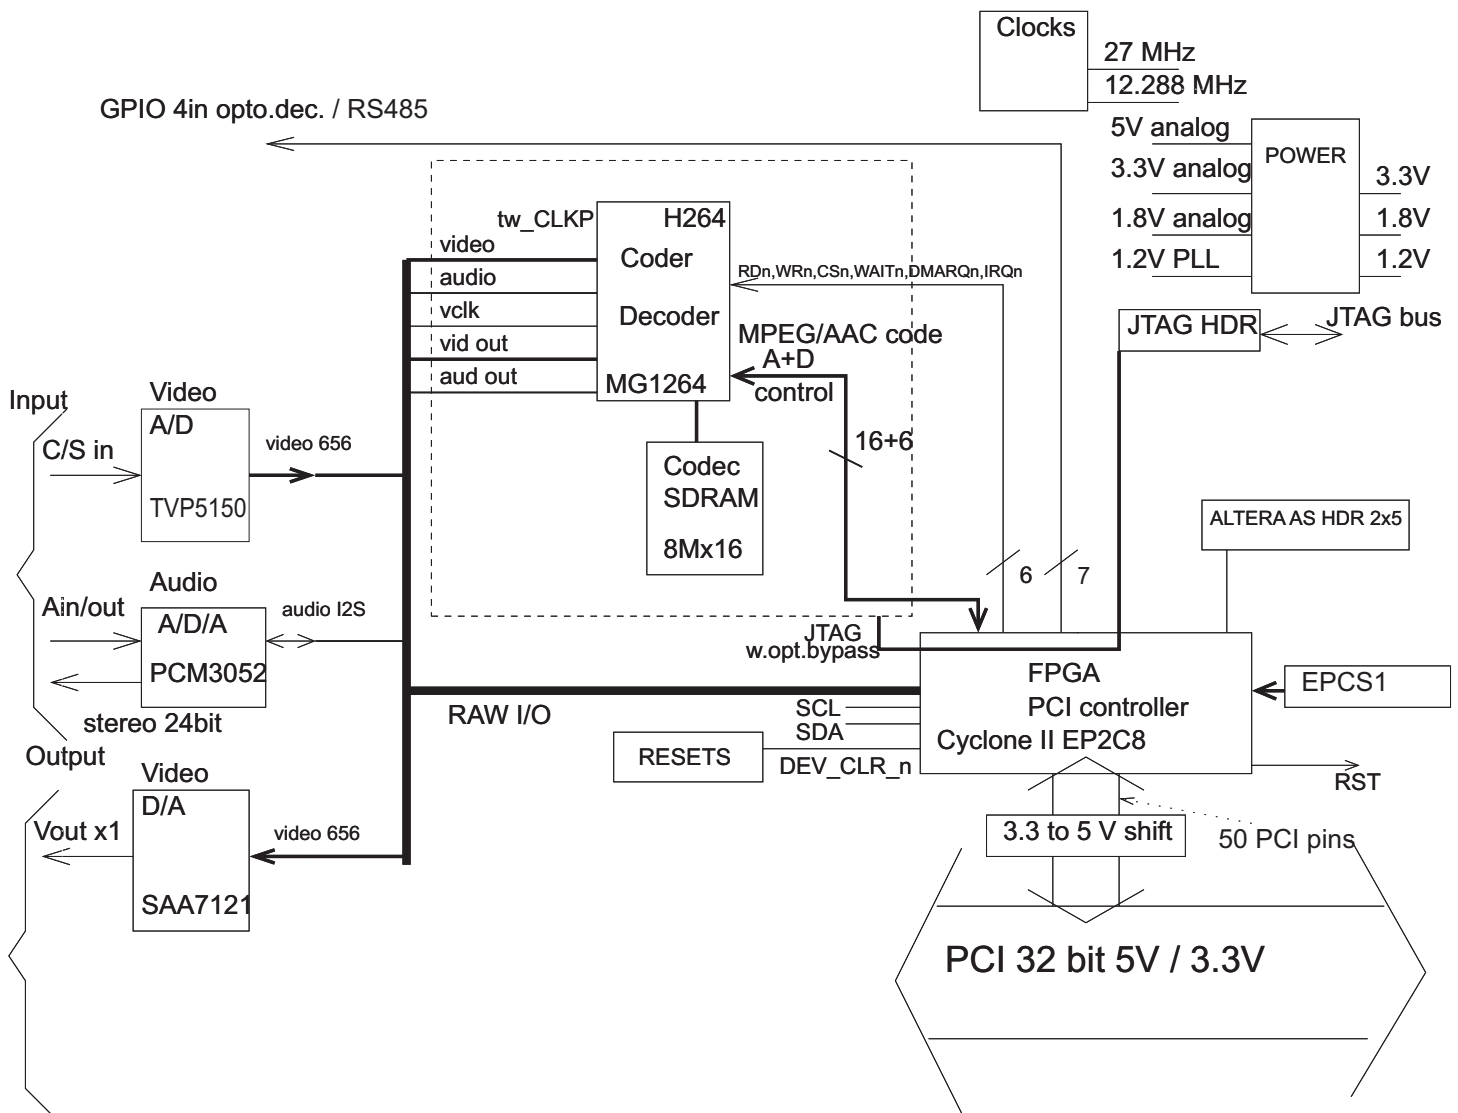 Clocks
27 MHz
12.288 MHz
GPIO 4in opto.dec. / RS485
5V analog
3.3V analog
1.8V analog
1.2V PLL
POWER
3.3V
1.8V
1.2V
JTAG HDR
JTAG bus
tw_CLKP
video
audio
vclk
vid out
aud out
H264
Coder
Decoder
MG1264
RDn,WRn,CSn,WAITn,DMARQn,IRQn
MPEG/AAC code
A+D
control
16+6
Codec
SDRAM
8Mx16
Input
Video
A/D
C/S in
TVP5150
video 656
Audio
Ain/out
A/D/A
PCM3052
audio I2S
stereo 24bit
Output
Video
D/A
Vout x1
SAA7121
video 656
6
7
ALTERA AS HDR 2x5
JTAG
w.opt.bypass
RAW I/O
FPGA
PCI controller
Cyclone II EP2C8
EPCS1
SCL
SDA
RESETS
DEV_CLR_n
RST
3.3 to 5 V shift
50 PCI pins
PCI 32 bit 5V / 3.3V